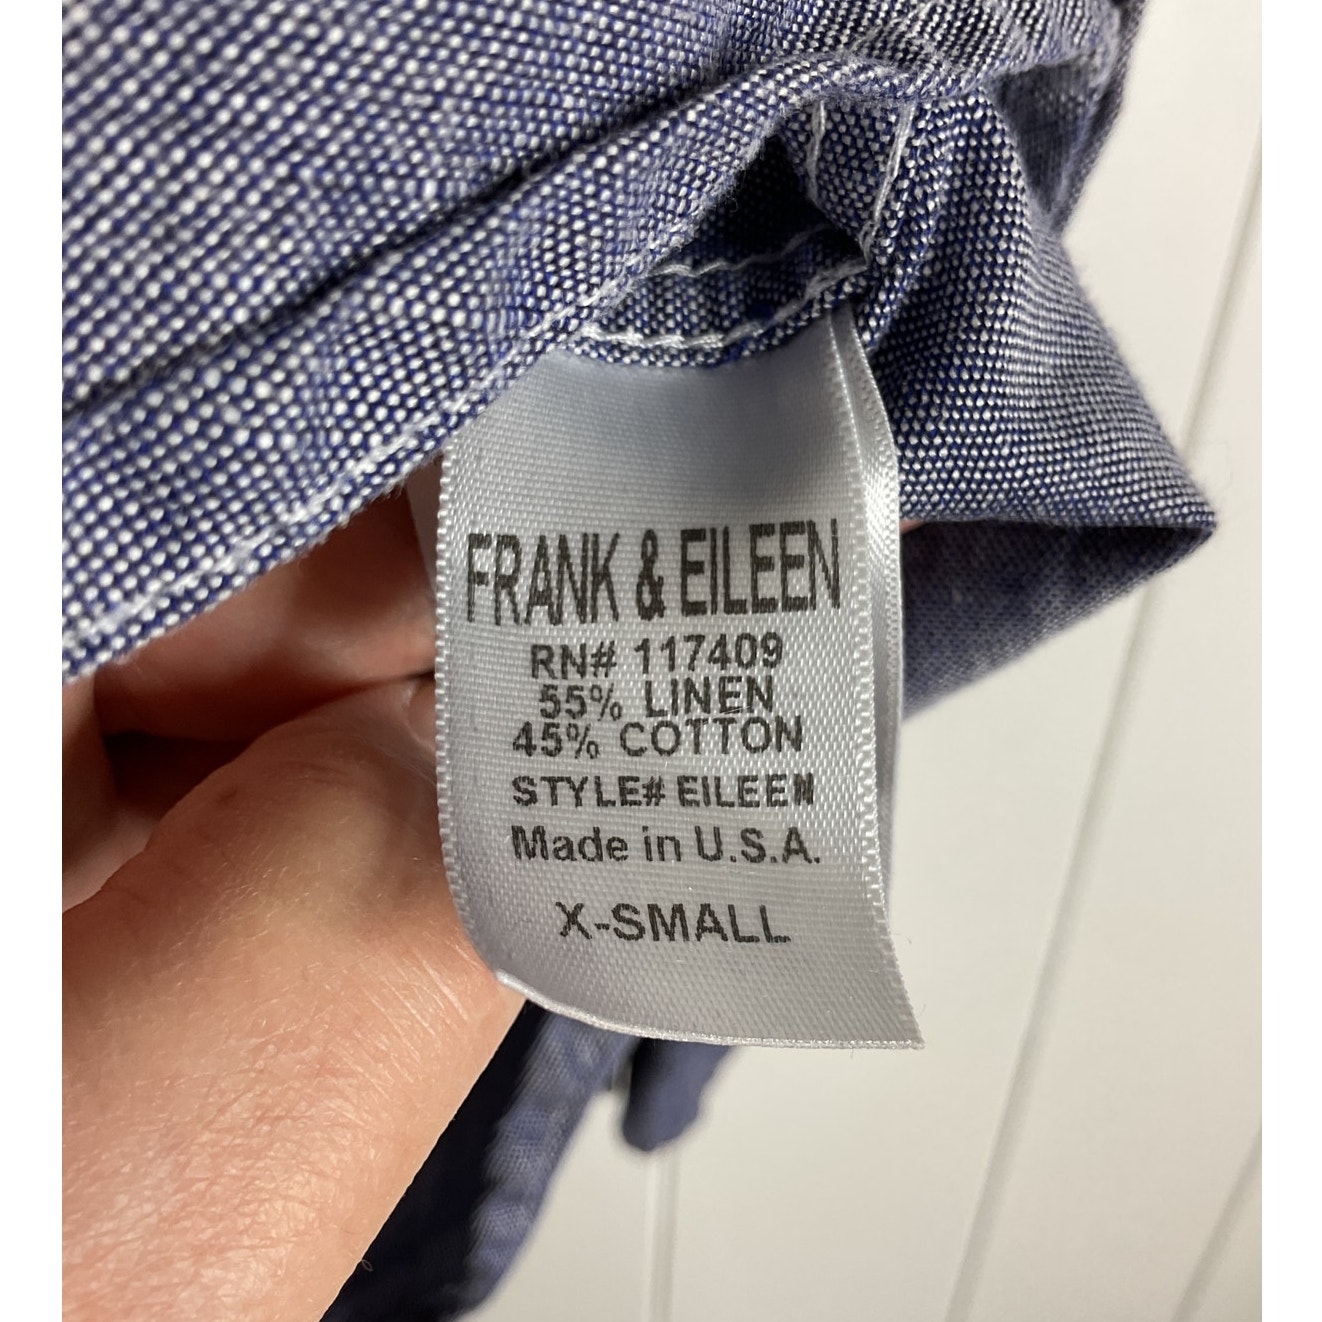 FRANK & EILEEN
RN# 117409
55% LINEN
45% COTTON
STYLE# EILEEN
Made in U.S.A.
X-SMALL